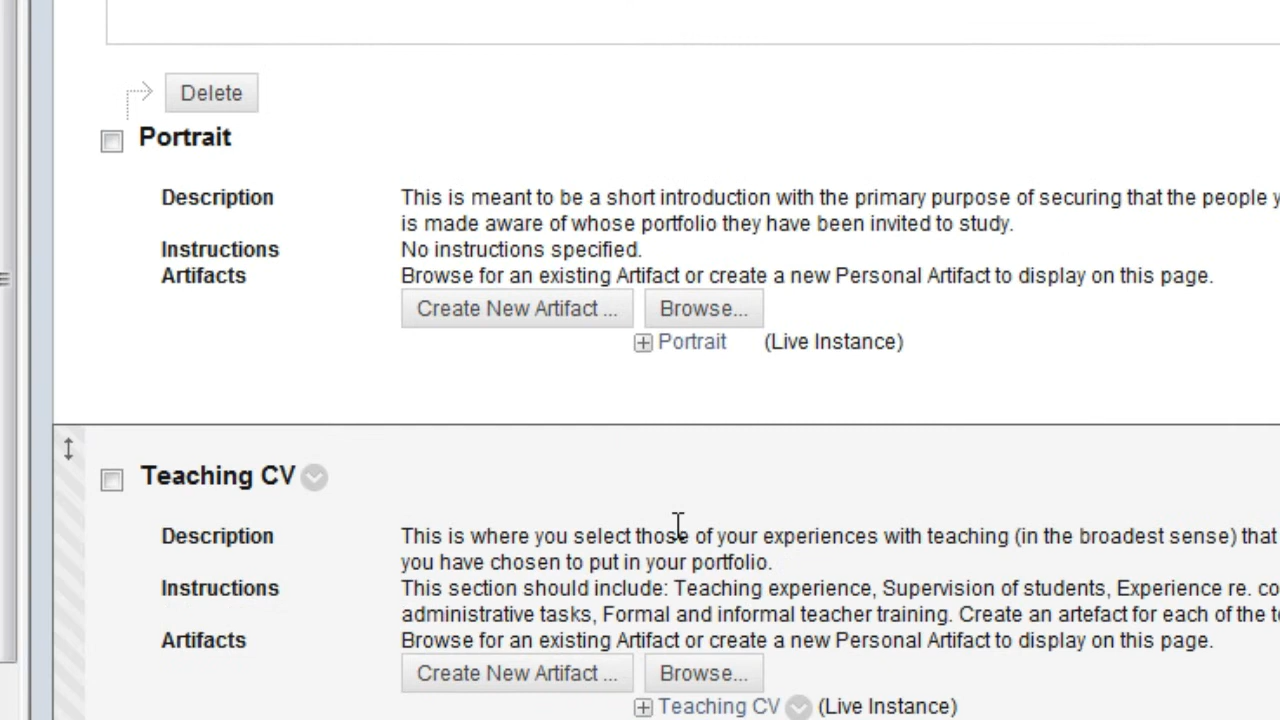 Delete
Portrait
Description This is meant to be a short introduction with the primary purpose of securing that the people
is made aware of whose portfolio they have been invited to study.
Instructions No instructions specified.
Artifacts Browse for an existing Artifact or create a new Personal Artifact to display on this page.
Create New Artifact ... Browse...
Portrait (Live Instance)
Teaching CV
Description This is where you select those of your experiences with teaching (in the broadest sense) that
you have chosen to put in your portfolio.
Instructions This section should include: Teaching experience, Supervision of students, Experience re.
administrative tasks, Formal and informal teacher training. Create an artefact for each of the
Artifacts Browse for an existing Artifact or create a new Personal Artifact to display on this page.
Create New Artifact ... Browse...
Teaching CV (Live Instance)